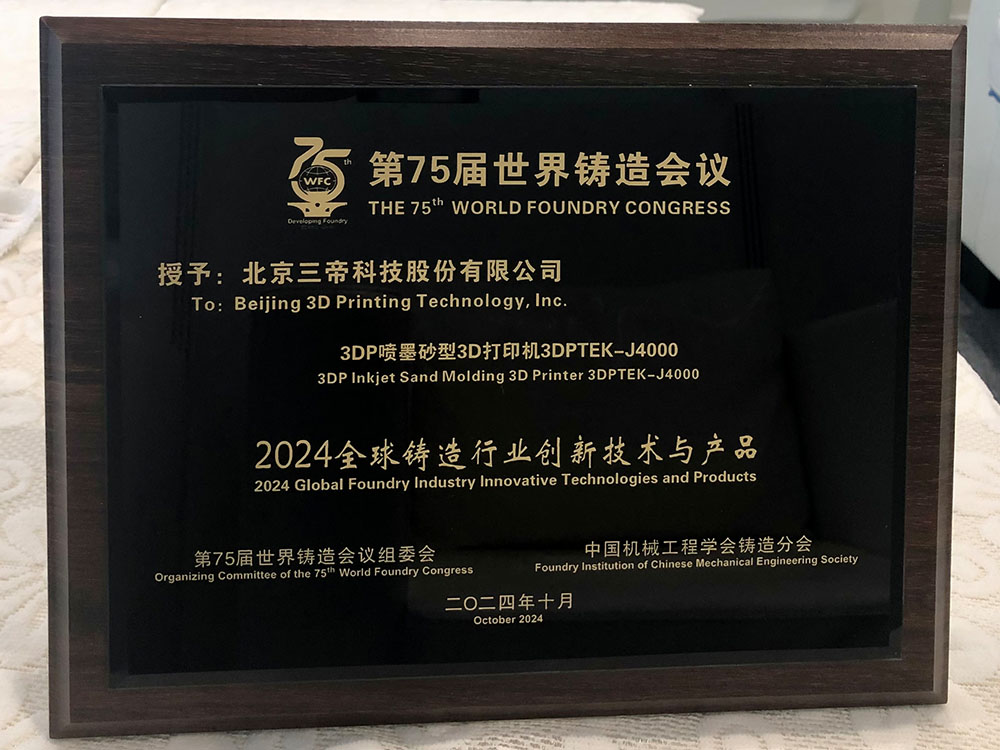 75th
WFC
Developing Foundry
第75届世界铸造会议
THE 75th WORLD FOUNDRY CONGRESS
授予：北京三帝科技股份有限公司
To: Beijing 3D Printing Technology, Inc.
3DP喷墨砂型3D打印机3DPTEK-J4000
3DP Inkjet Sand Molding 3D Printer 3DPTEK-J4000
2024全球铸造行业创新技术与产品
2024 Global Foundry Industry Innovative Technologies and Products
第75届世界铸造会议组委会
Organizing Committee of the 75th World Foundry Congress
中国机械工程学会铸造分会
Foundry Institution of Chinese Mechanical Engineering Society
二〇二四年十月
October 2024